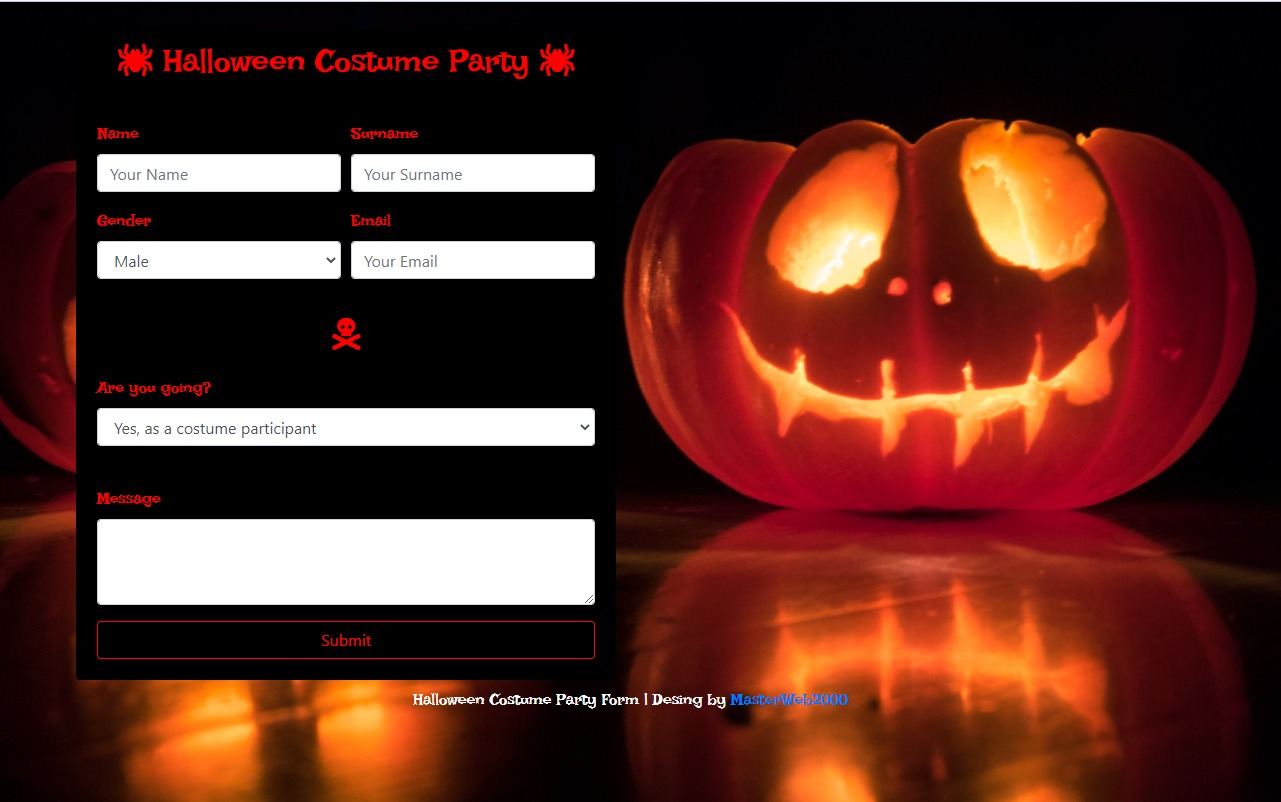 Halloween Costume Party
Name Surname
Your Name Your Surname
Gender Email
Male Your Email
Are you going?
Yes, as a costume participant
Message
Submit
Halloween Costume Party Form | Desing by MasterWeb2000